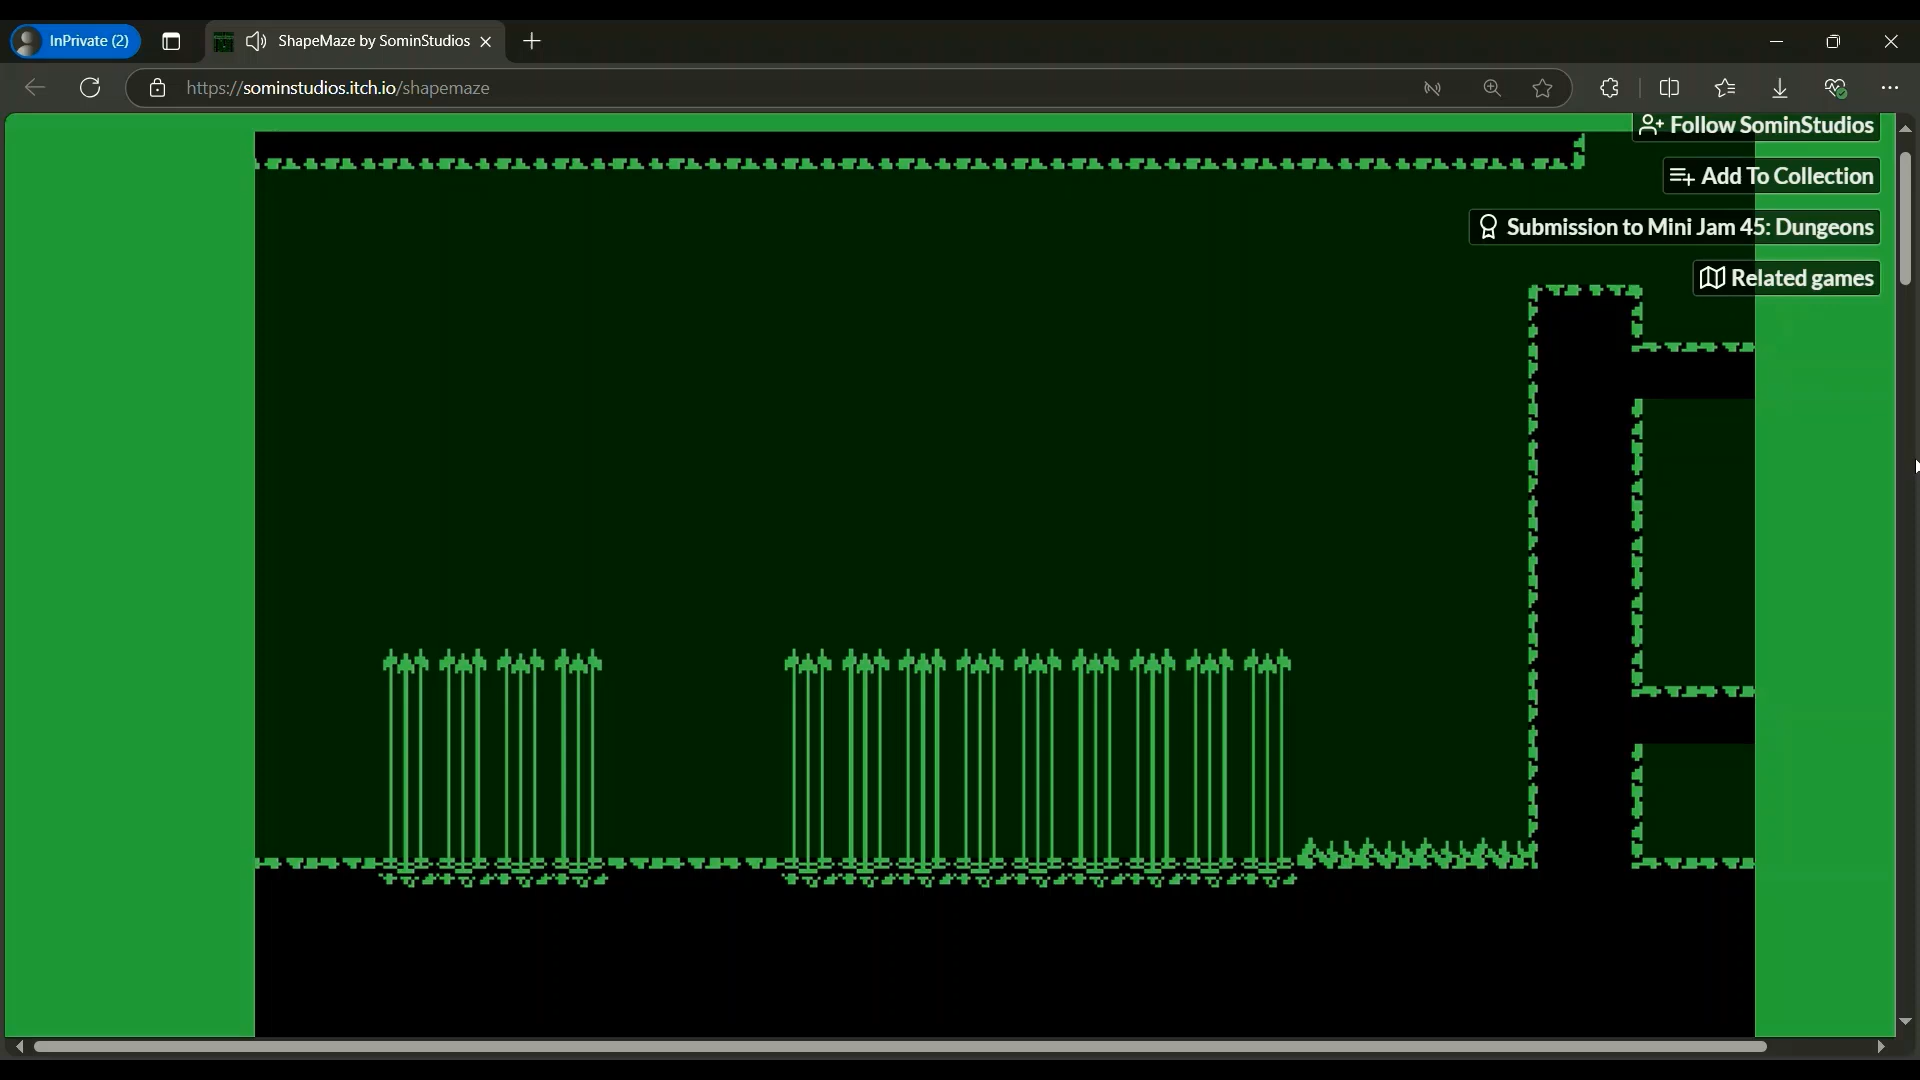 InPrivate (2)
ShapeMaze by SominStudios
https://sominstudios.itch.io/shapemaze
Follow SominStudios
Add To Collection
Submission to Mini Jam 45: Dungeons
Related games